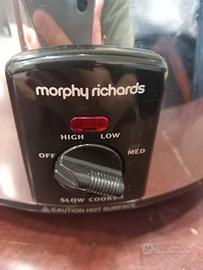 morphy richards
HIGH LOW
OFF MED
SLOW COOKER
CAUTION HOT SURFACE